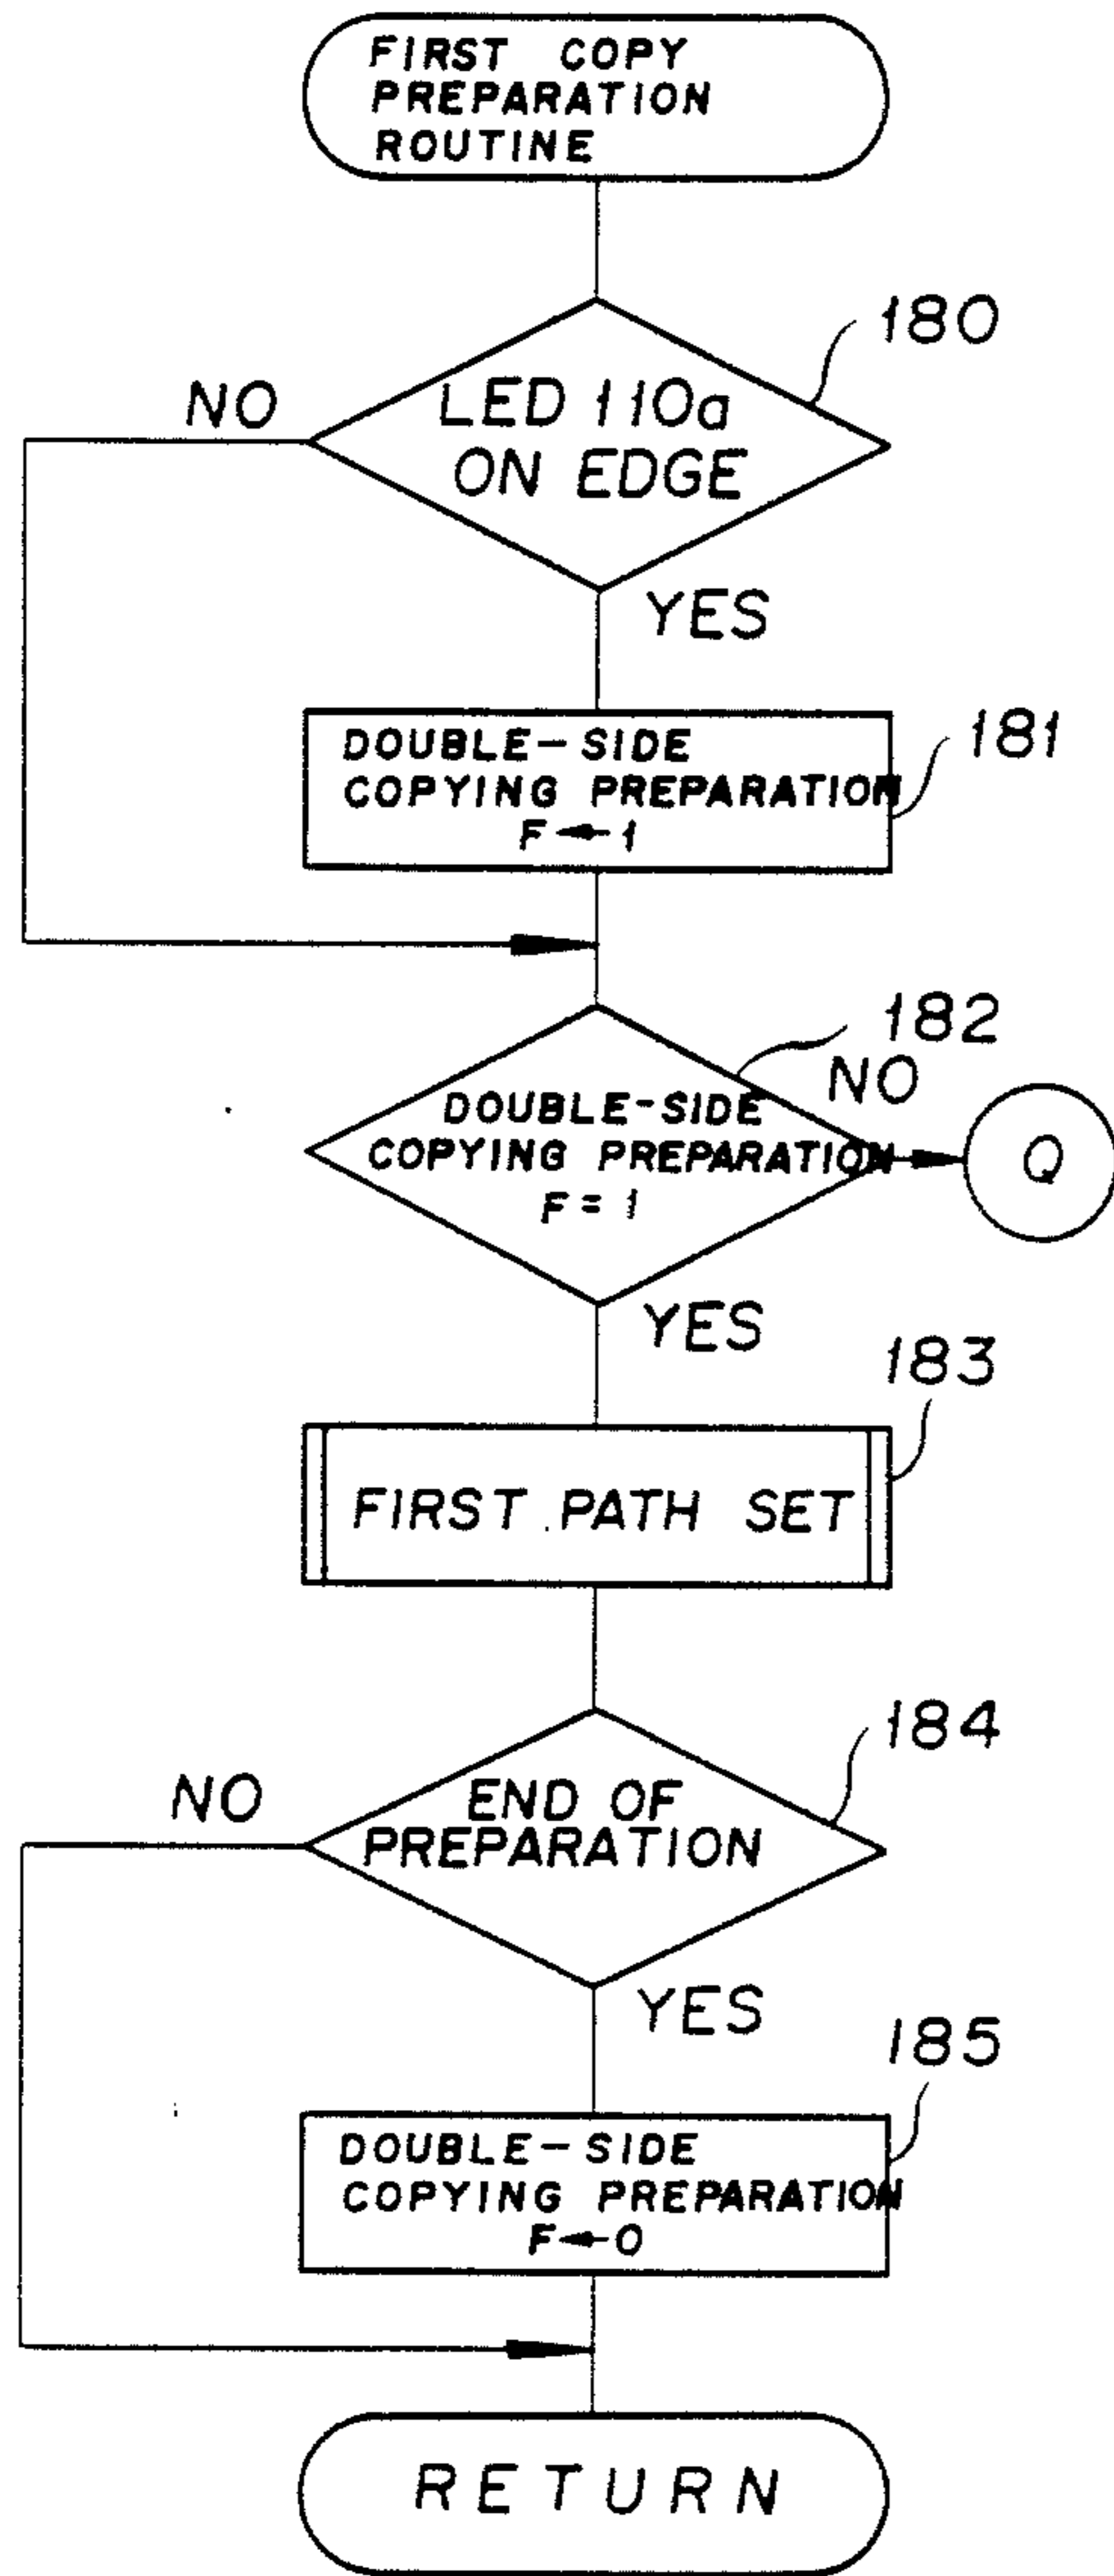 FIRST COPY
PREPARATION
ROUTINE
180
NO
LED 110a
ON EDGE
YES
181
DOUBLE-SIDE
COPYING PREPARATION
F←1
182
NO
DOUBLE-SIDE
COPYING PREPARATION
F=1
Q
YES
183
FIRST PATH SET
184
NO
END OF
PREPARATION
YES
185
DOUBLE-SIDE
COPYING PREPARATION
F←0
RETURN